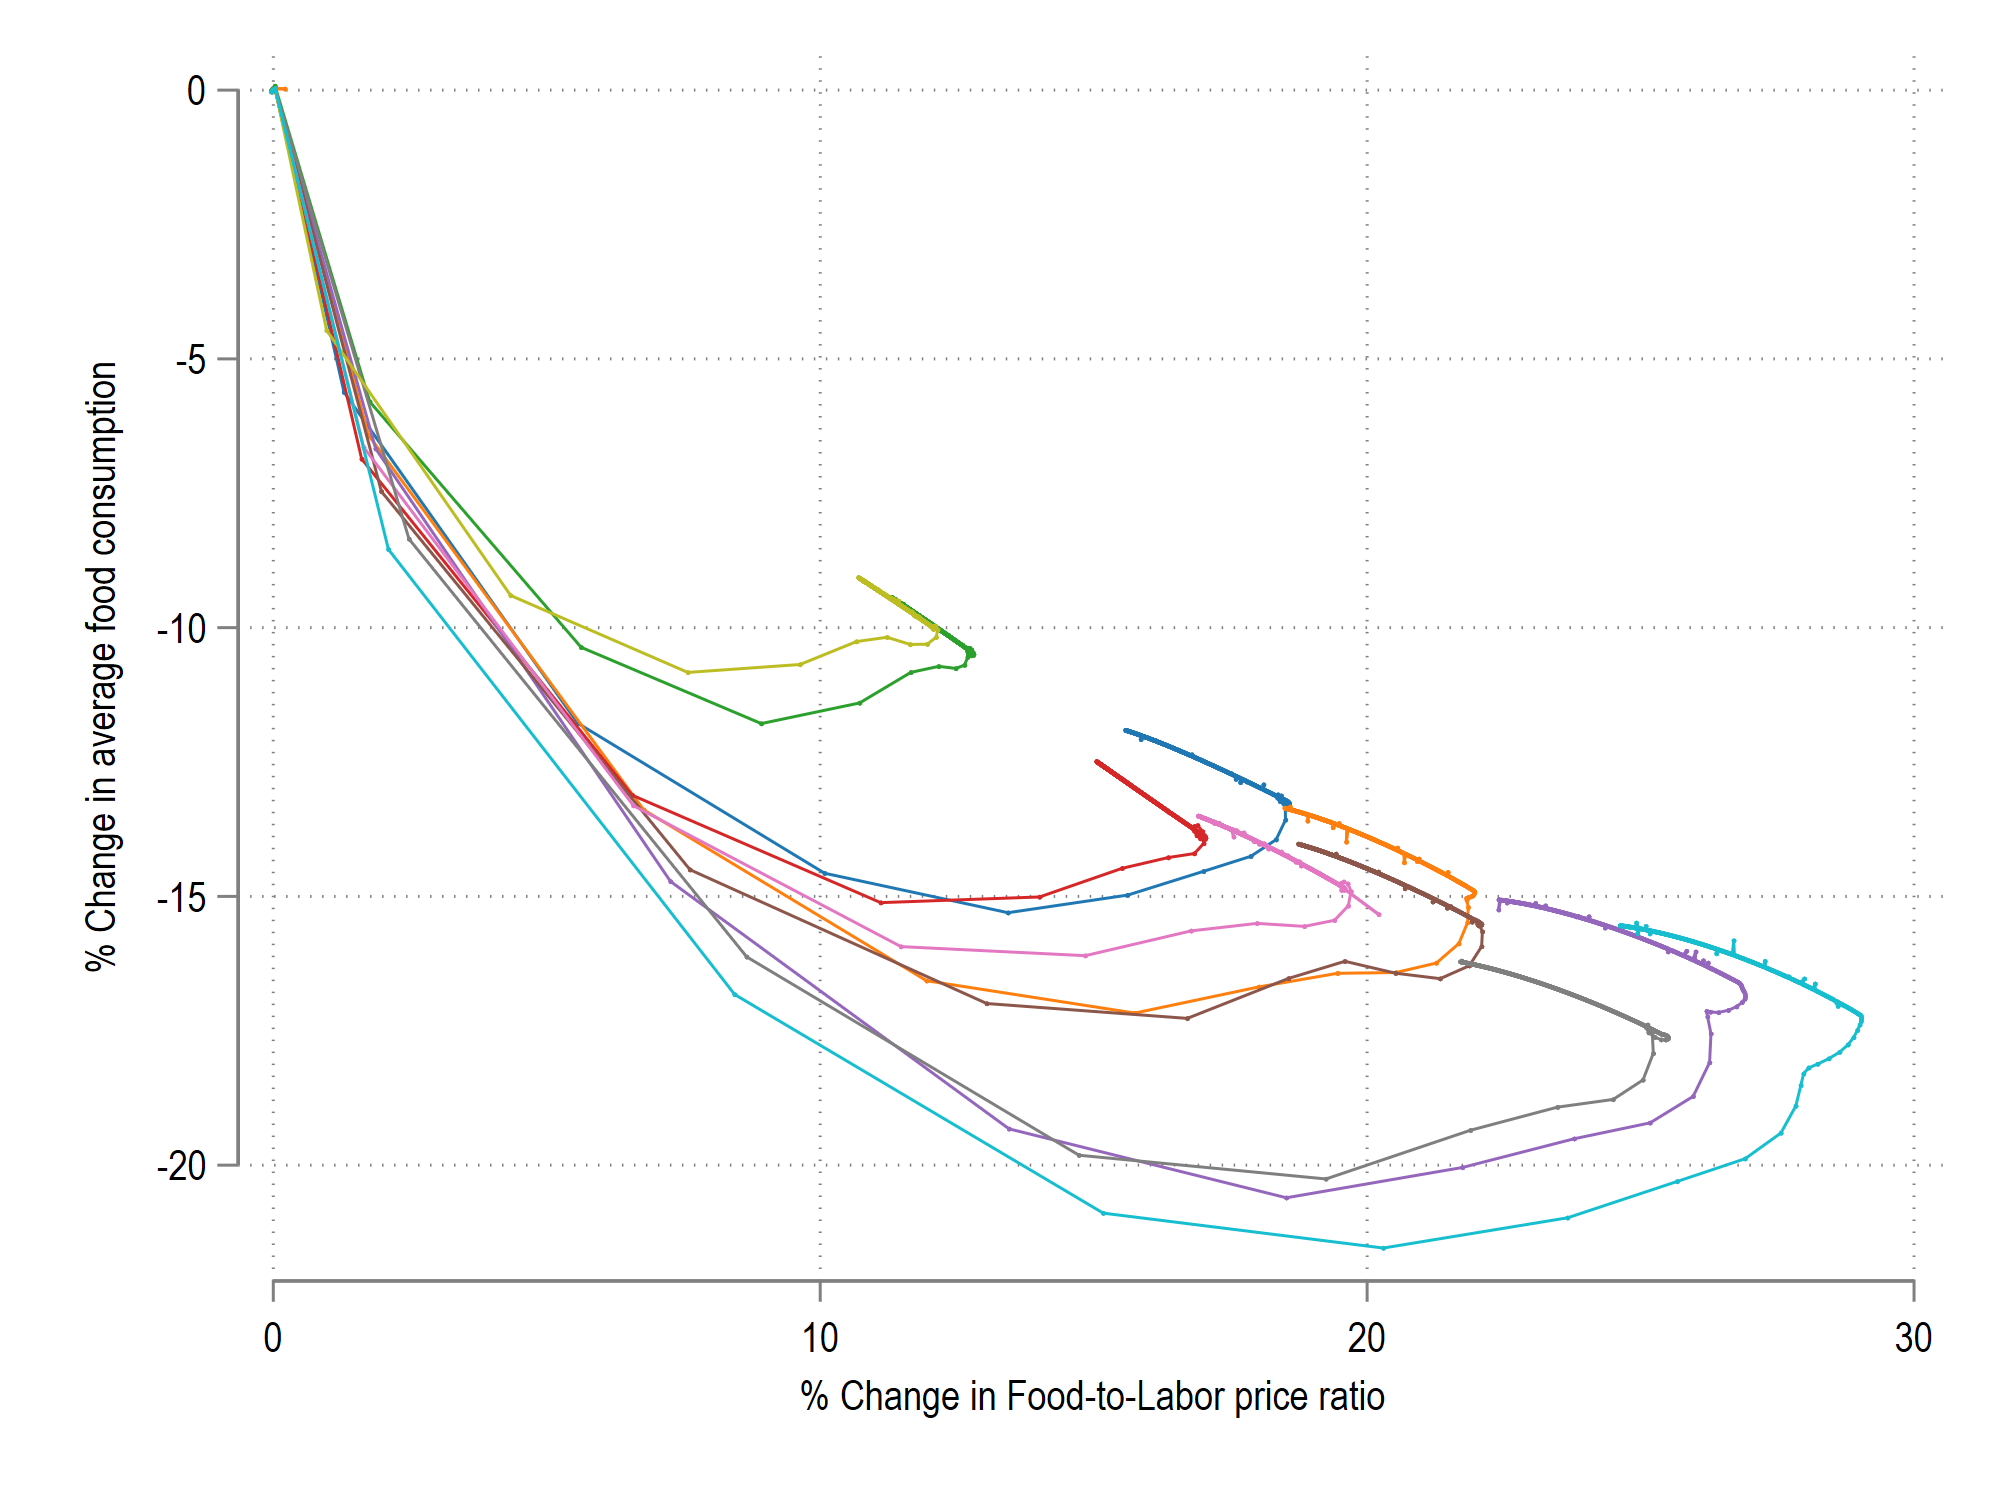 0
-5
-10
-15
-20
% Change in average food consumption
0 10 20 30
% Change in Food-to-Labor price ratio